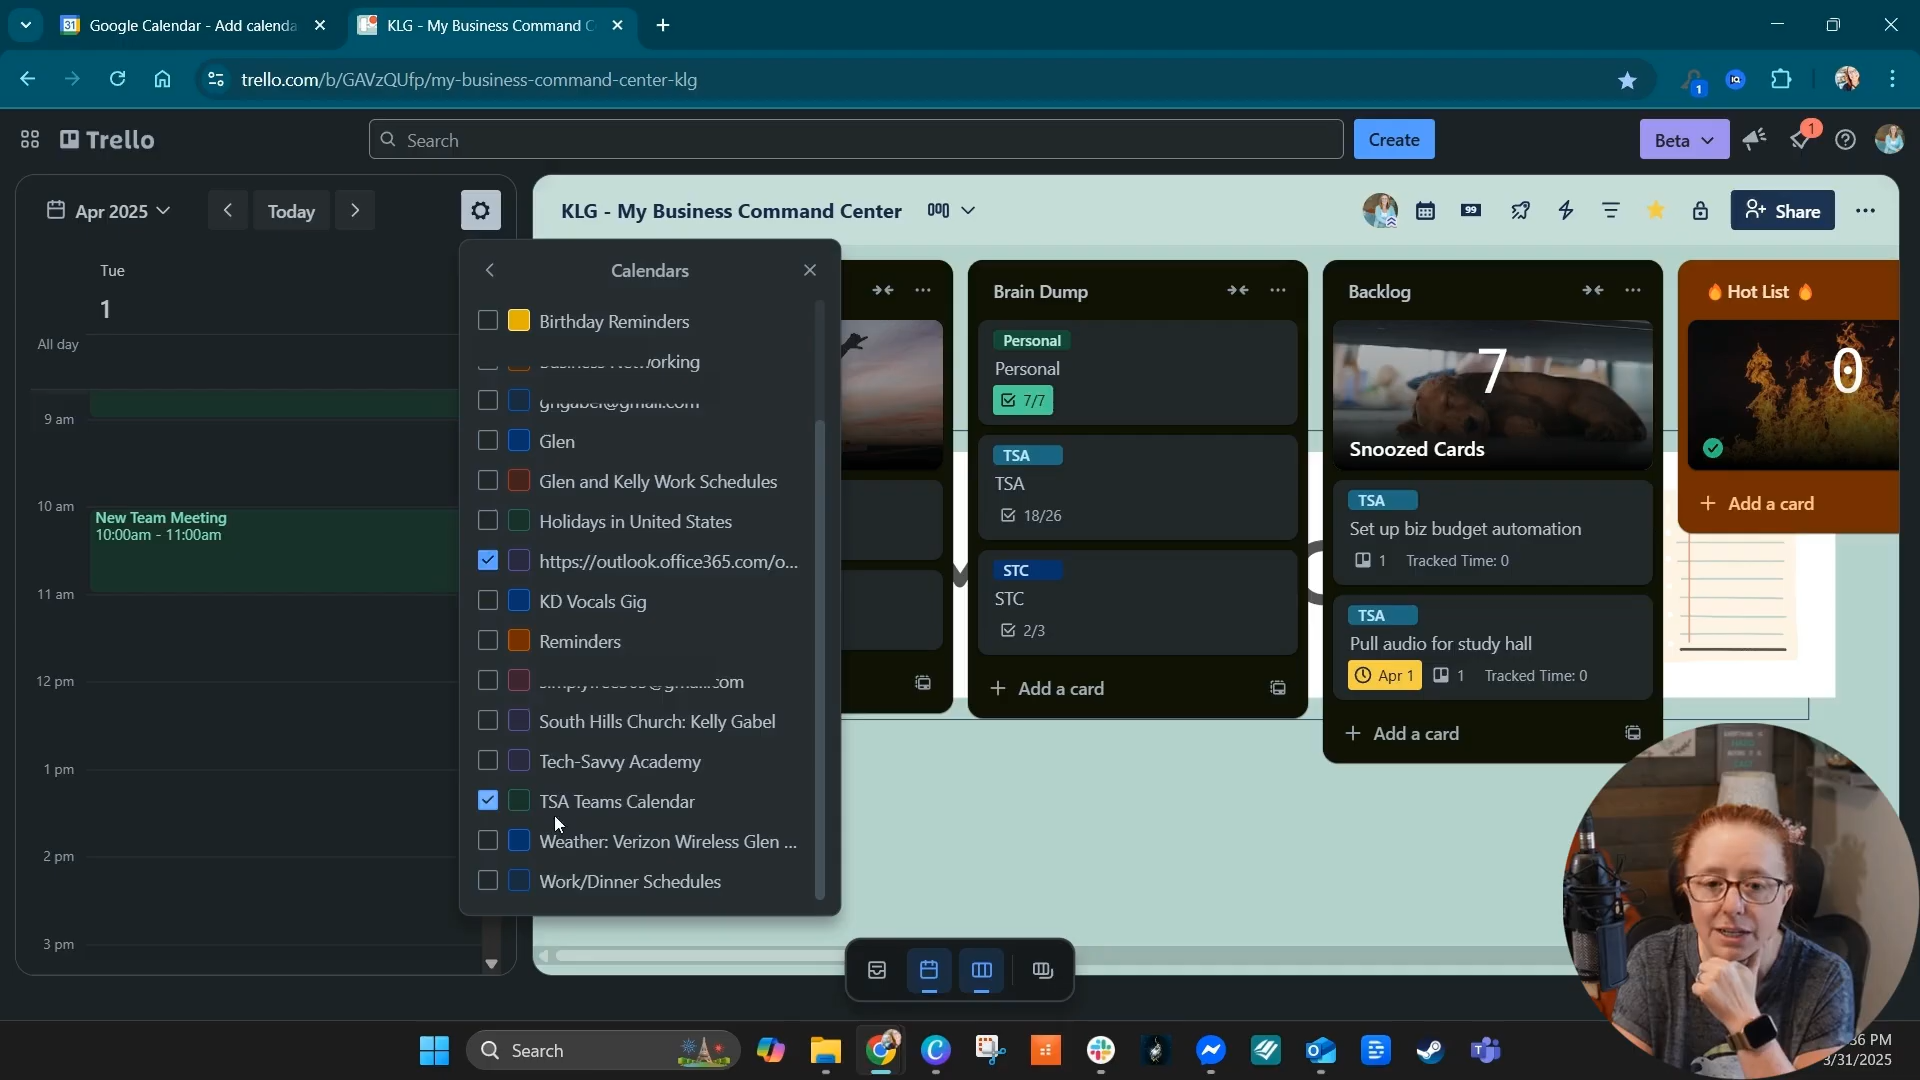 Google Calendar - Add calenda
KLG - My Business Command C
trello.com/b/GAVzQUfp/my-business-command-center-klg
1
Trello
Search
Create
Beta
1
Apr 2025
Today
KLG - My Business Command Center
99
Share
Tue
1
All day
9 am
10 am
New Team Meeting
10:00am - 11:00am
11 am
12 pm
1 pm
2 pm
3 pm
Calendars
Birthday Reminders
Glen
Glen and Kelly Work Schedules
Holidays in United States
https://outlook.office365.com/o...
KD Vocals Gig
Reminders
South Hills Church: Kelly Gabel
Tech-Savvy Academy
TSA Teams Calendar
Weather: Verizon Wireless Glen ...
Work/Dinner Schedules
Brain Dump
Personal
Personal
7/7
TSA
TSA
18/26
STC
STC
2/3
+ Add a card
Backlog
7
Snoozed Cards
TSA
Set up biz budget automation
1 Tracked Time: 0
TSA
Pull audio for study hall
Apr 1 1 Tracked Time: 0
+ Add a card
🔥 Hot List 🔥
0
+ Add a card
Search
3/31/2025